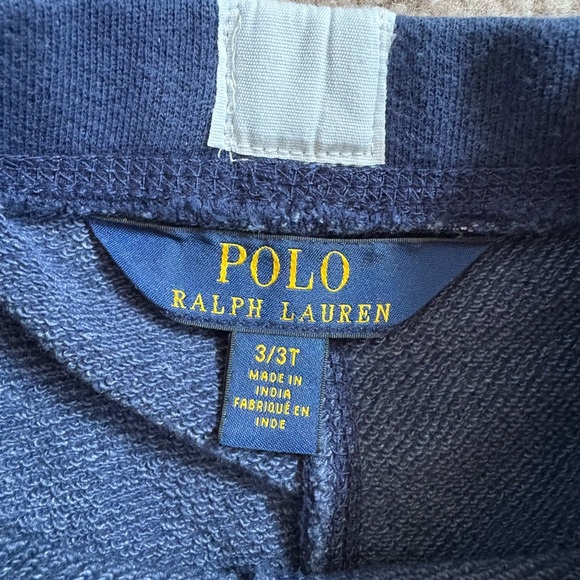 POLO
RALPH LAUREN
3/3T
MADE IN
INDIA
FABRIQUÉ EN
INDE